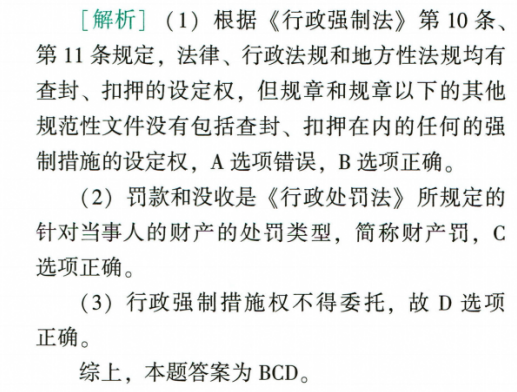 [解析]（1）根据《行政强制法》第 10 条、
第 11 条规定，法律、行政法规和地方性法规均有
查封、扣押的设定权，但规章和规章以下的其他
规范性文件没有包括查封、扣押在内的任何的强
制措施的设定权，A 选项错误，B 选项正确。
（2）罚款和没收是《行政处罚法》所规定的
针对当事人的财产的处罚类型，简称财产罚，C
选项正确。
（3）行政强制措施权不得委托，故 D 选项
正确。
综上，本题答案为 BCD。